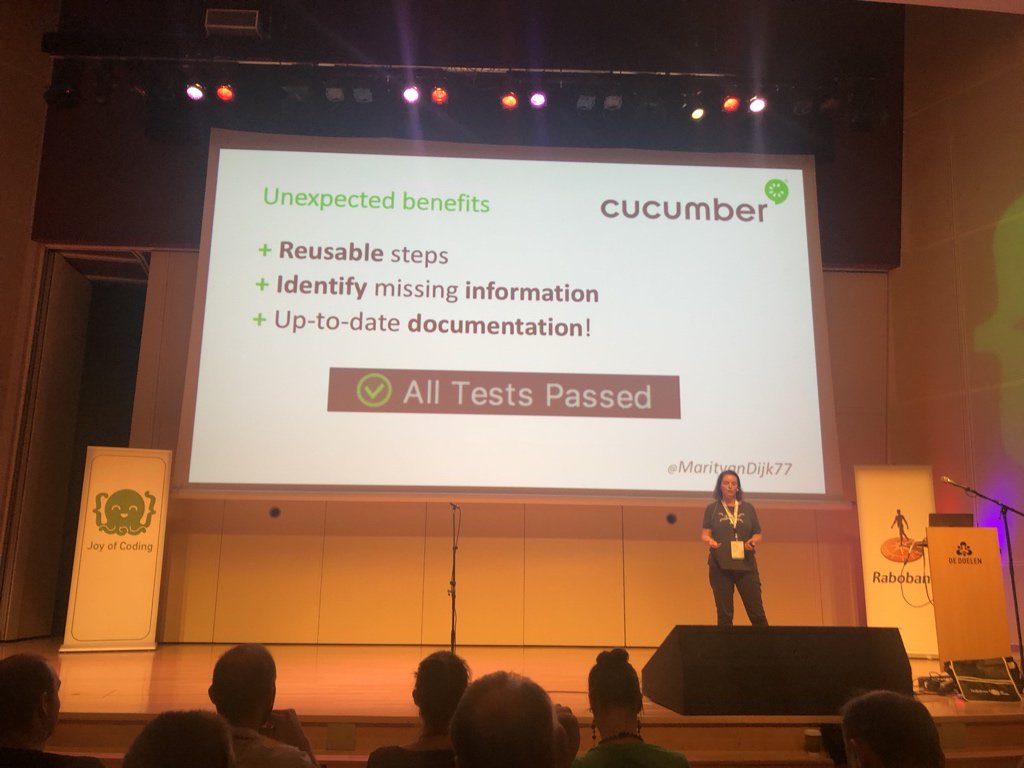 Unexpected benefits
cucumber
+ Reusable steps
+ Identify missing information
+ Up-to-date documentation!
All Tests Passed
@MaritvanDijk77
Joy of Coding
Raboban
DE DOELEN